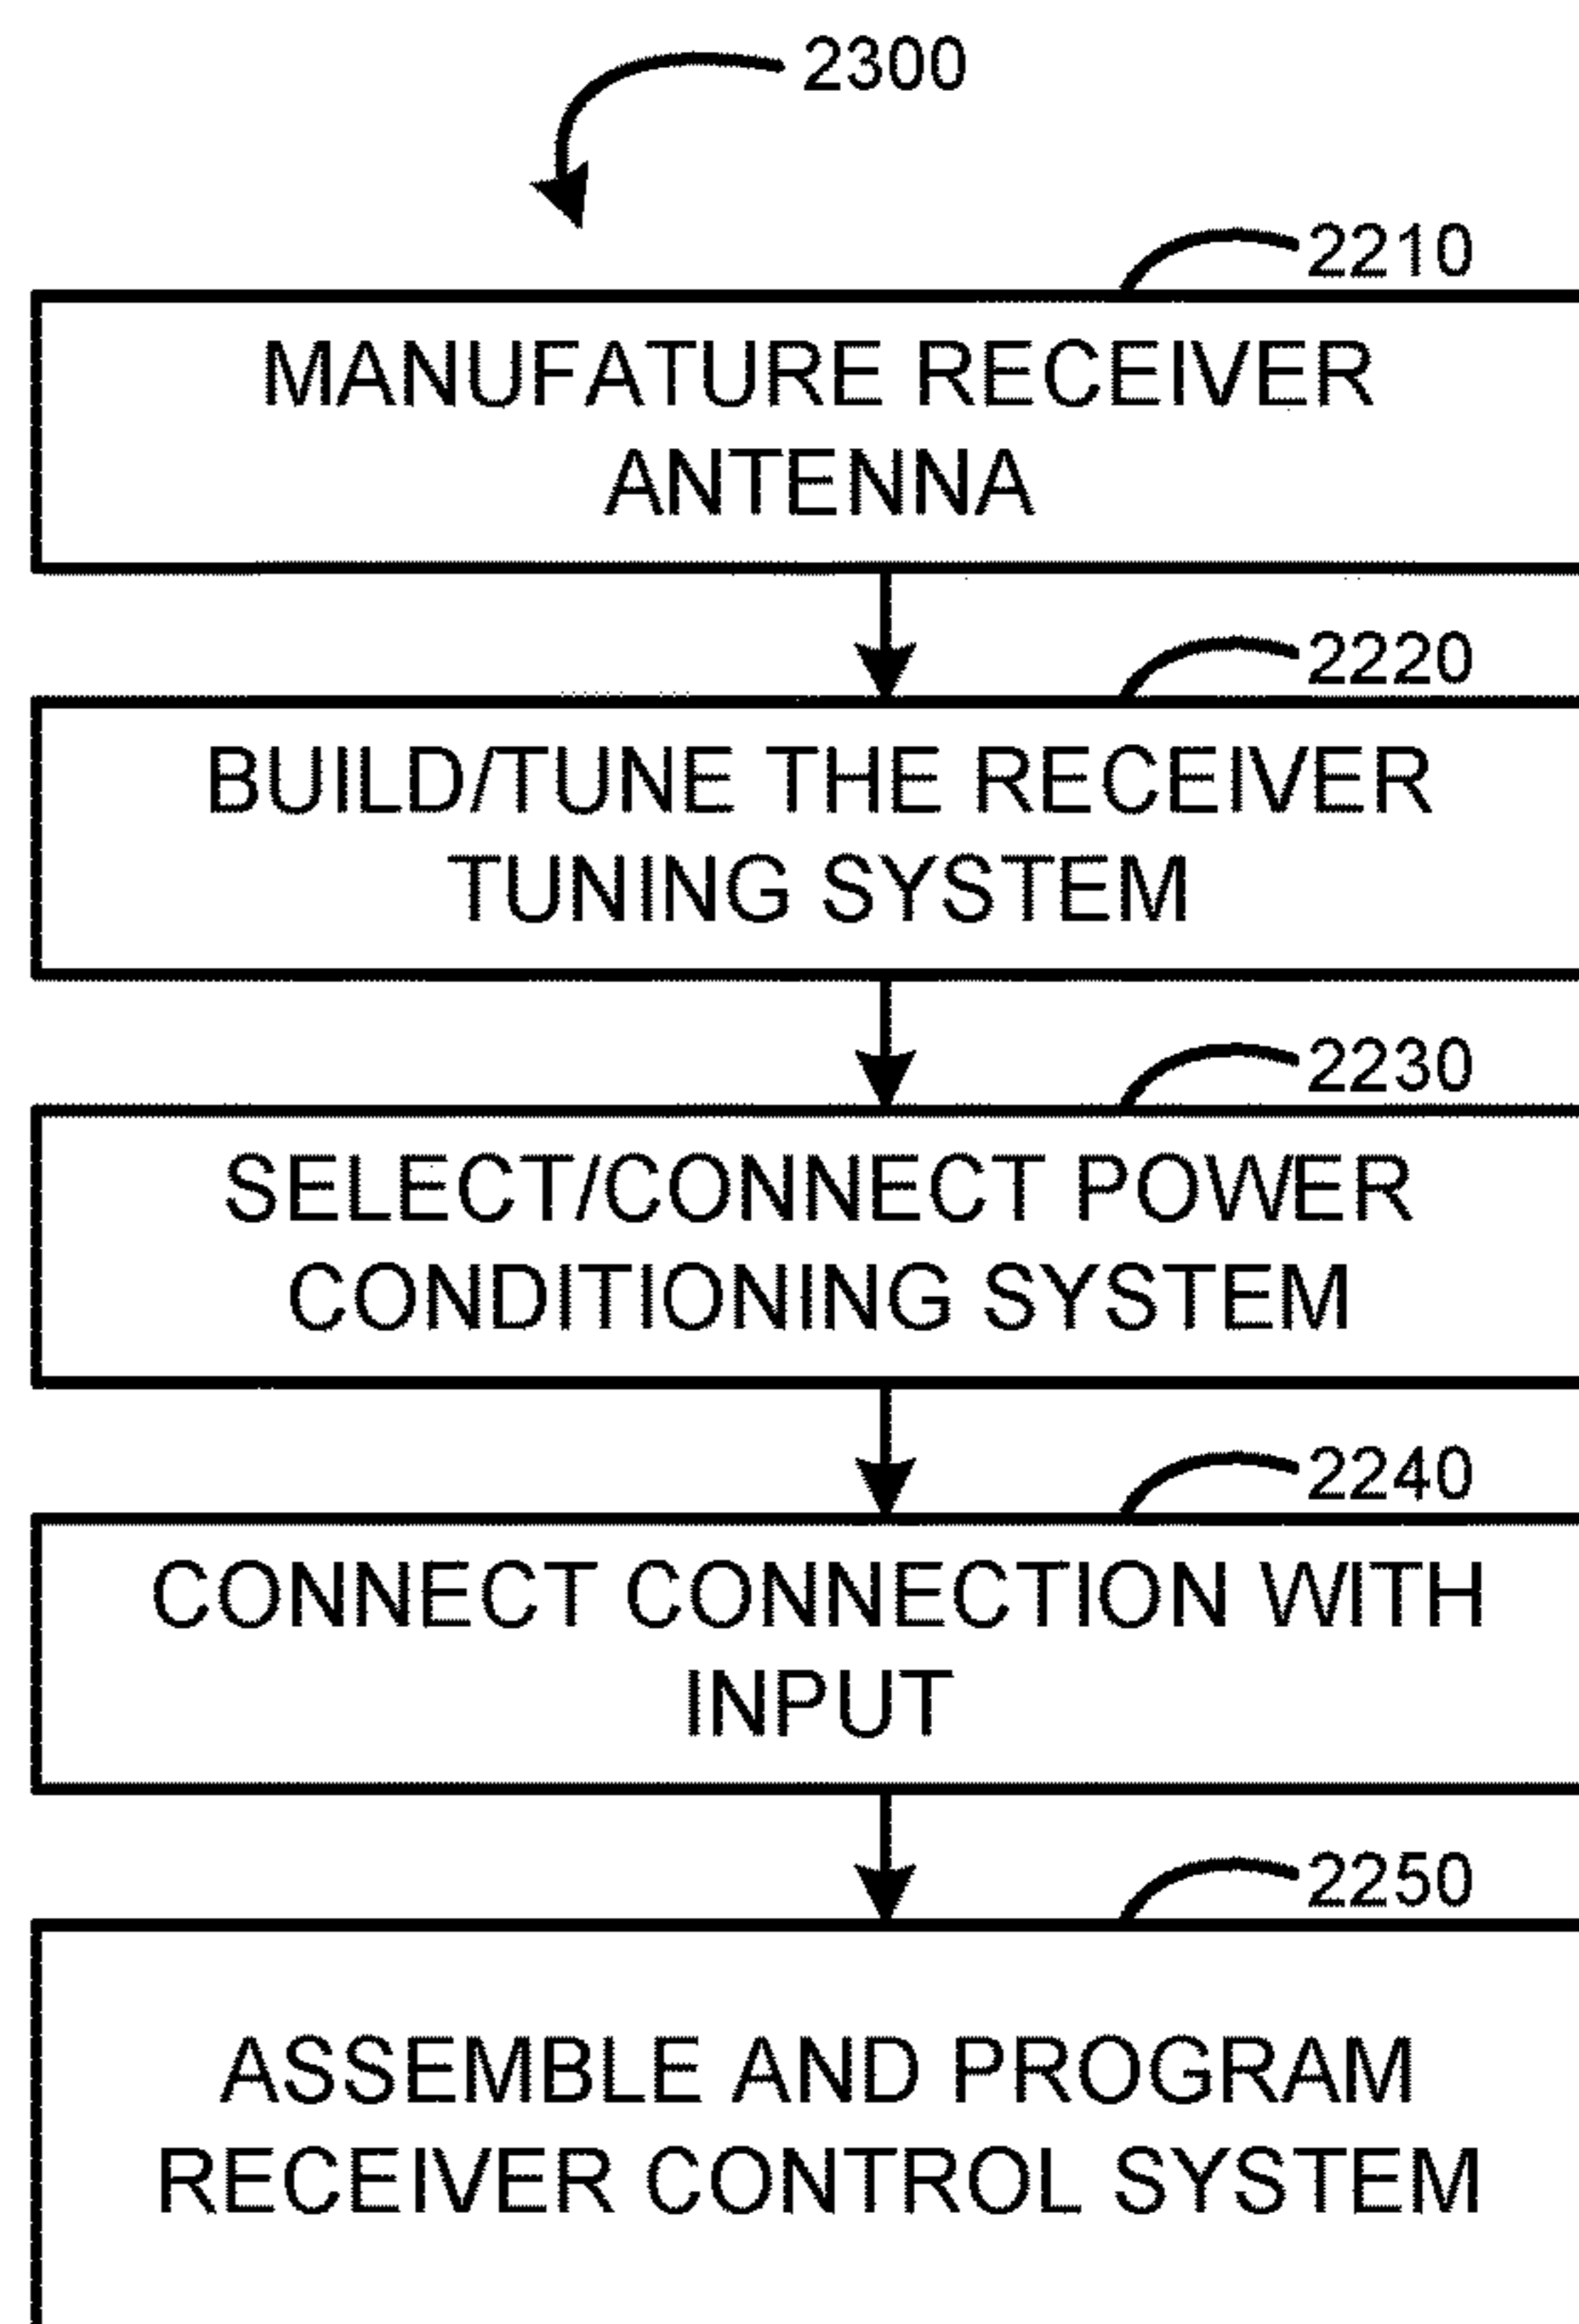 2300
2210
MANUFATURE RECEIVER
ANTENNA
2220
BUILD/TUNE THE RECEIVER
TUNING SYSTEM
2230
SELECT/CONNECT POWER
CONDITIONING SYSTEM
2240
CONNECT CONNECTION WITH
INPUT
2250
ASSEMBLE AND PROGRAM
RECEIVER CONTROL SYSTEM